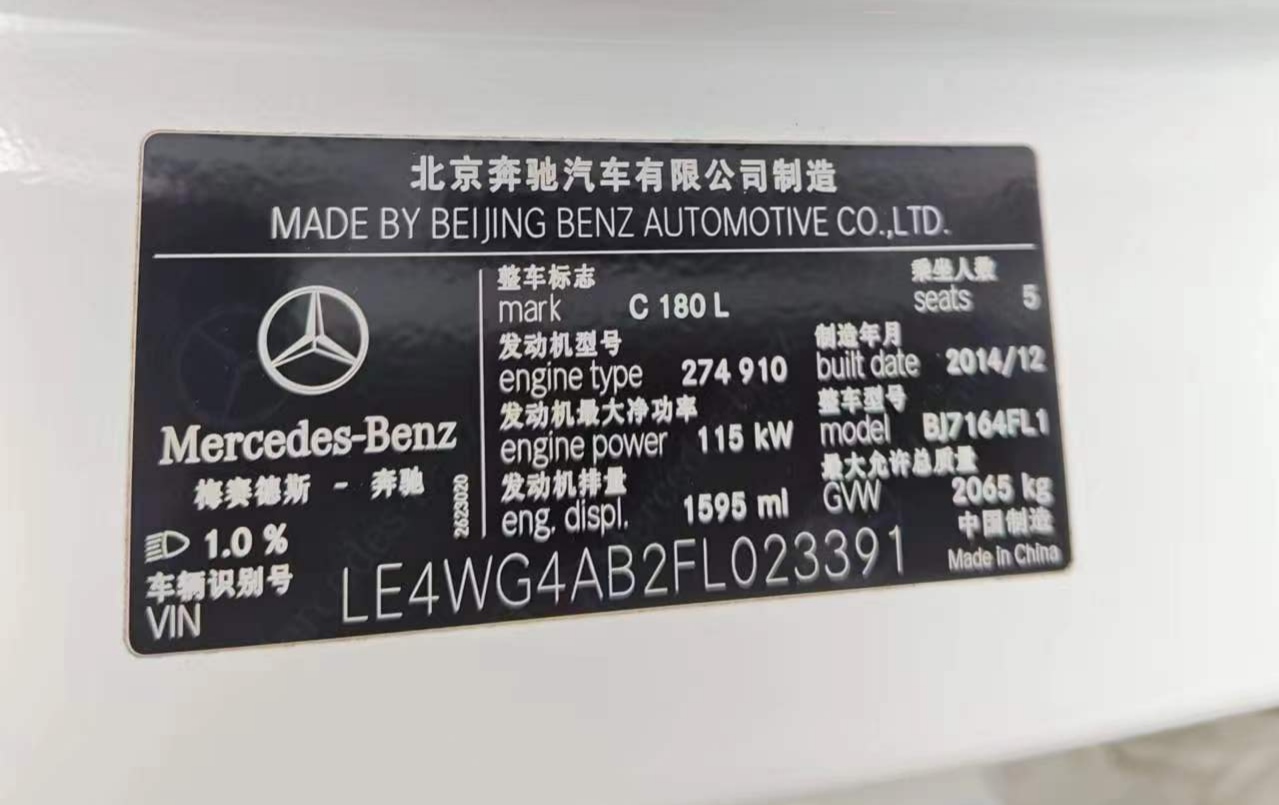 北京奔驰汽车有限公司制造
MADE BY BEIJING BENZ AUTOMOTIVE CO.,LTD.
Mercedes-Benz
梅赛德斯 - 奔驰
1.0 %
2623020
整车标志
mark C 180 L
乘坐人数
seats 5
发动机型号
engine type 274 910
制造年月
built date 2014/12
发动机最大净功率
engine power 115 kW
整车型号
model BJ7164FL1
发动机排量
eng. displ. 1595 ml
最大允许总质量
GVW 2065 kg
中国制造
Made in China
车辆识别号
VIN LE4WG4AB2FL023391